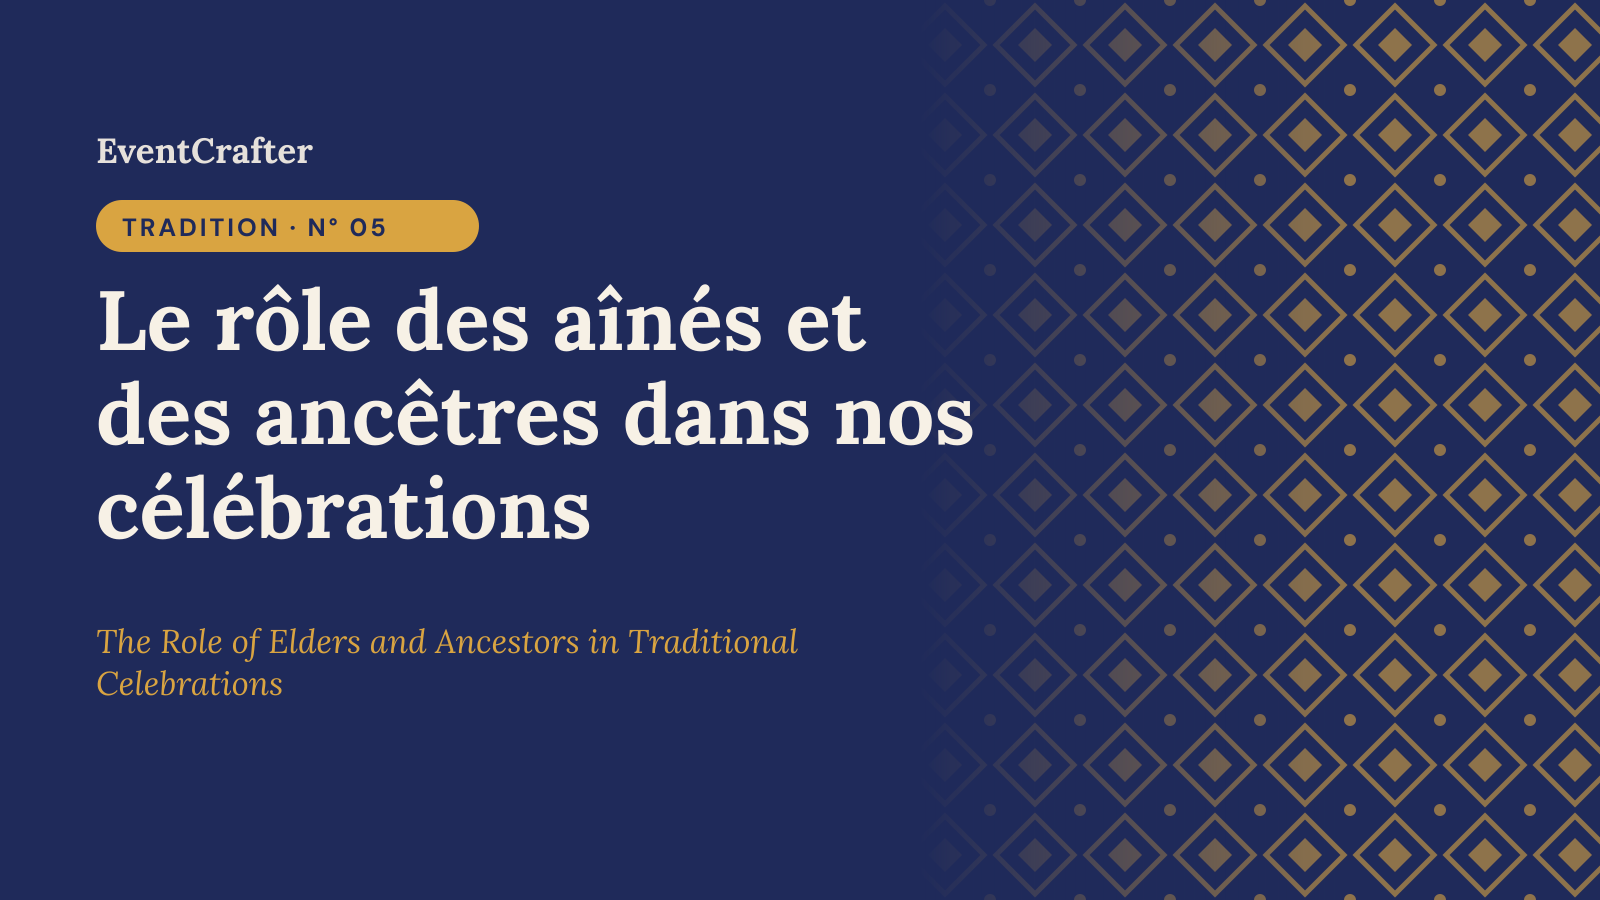 EventCrafter
TRADITION · N° 05
Le rôle des aînés et
des ancêtres dans nos
célébrations
The Role of Elders and Ancestors in Traditional
Celebrations